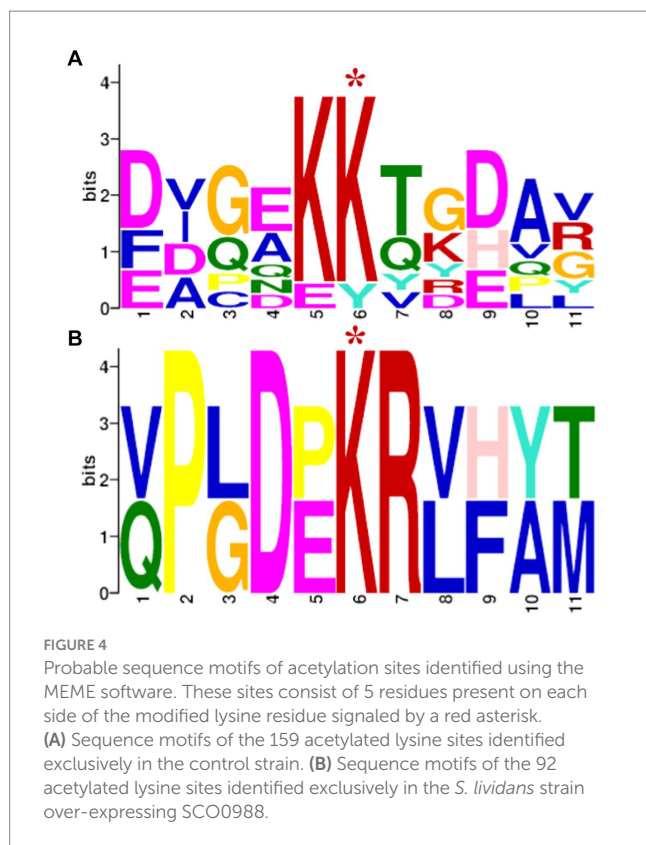 A
*
4
3
2
1
0
bits
D V G E K K T G D A V
F I Q A E Y Q K H V R
E D P Q Y Y E Q G
A C N V R P Y
D D L L
1 2 3 4 5 6 7 8 9 10 11
B
*
4
3
2
1
0
bits
V P L D P K R V H Y T
Q G E L F A M
1 2 3 4 5 6 7 8 9 10 11
FIGURE 4
Probable sequence motifs of acetylation sites identified using the
MEME software. These sites consist of 5 residues present on each
side of the modified lysine residue signaled by a red asterisk.
(A) Sequence motifs of the 159 acetylated lysine sites identified
exclusively in the control strain. (B) Sequence motifs of the 92
acetylated lysine sites identified exclusively in the S. lividans strain
over-expressing SCO0988.